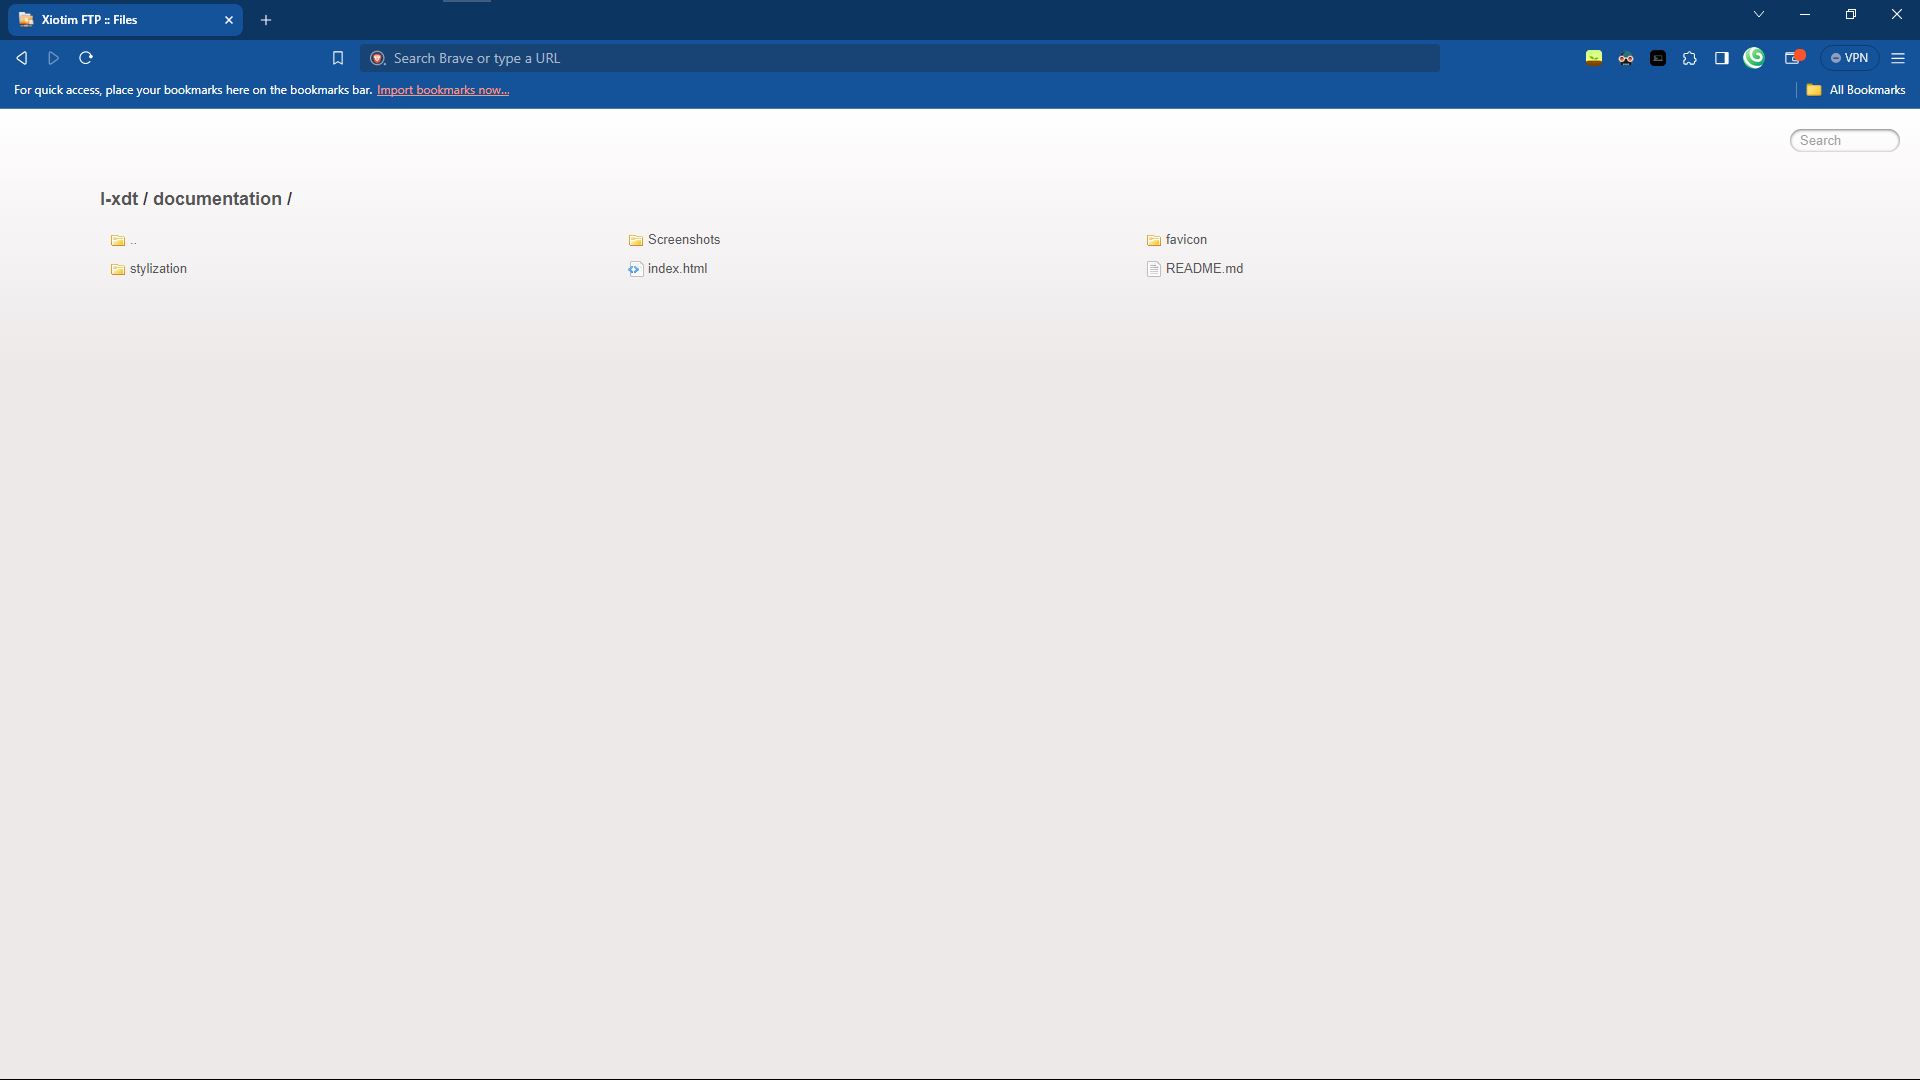 Xiotim FTP :: Files
Search Brave or type a URL
VPN
For quick access, place your bookmarks here on the bookmarks bar. Import bookmarks now...
All Bookmarks
Search
l-xdt / documentation /
.. Screenshots favicon
stylization index.html README.md